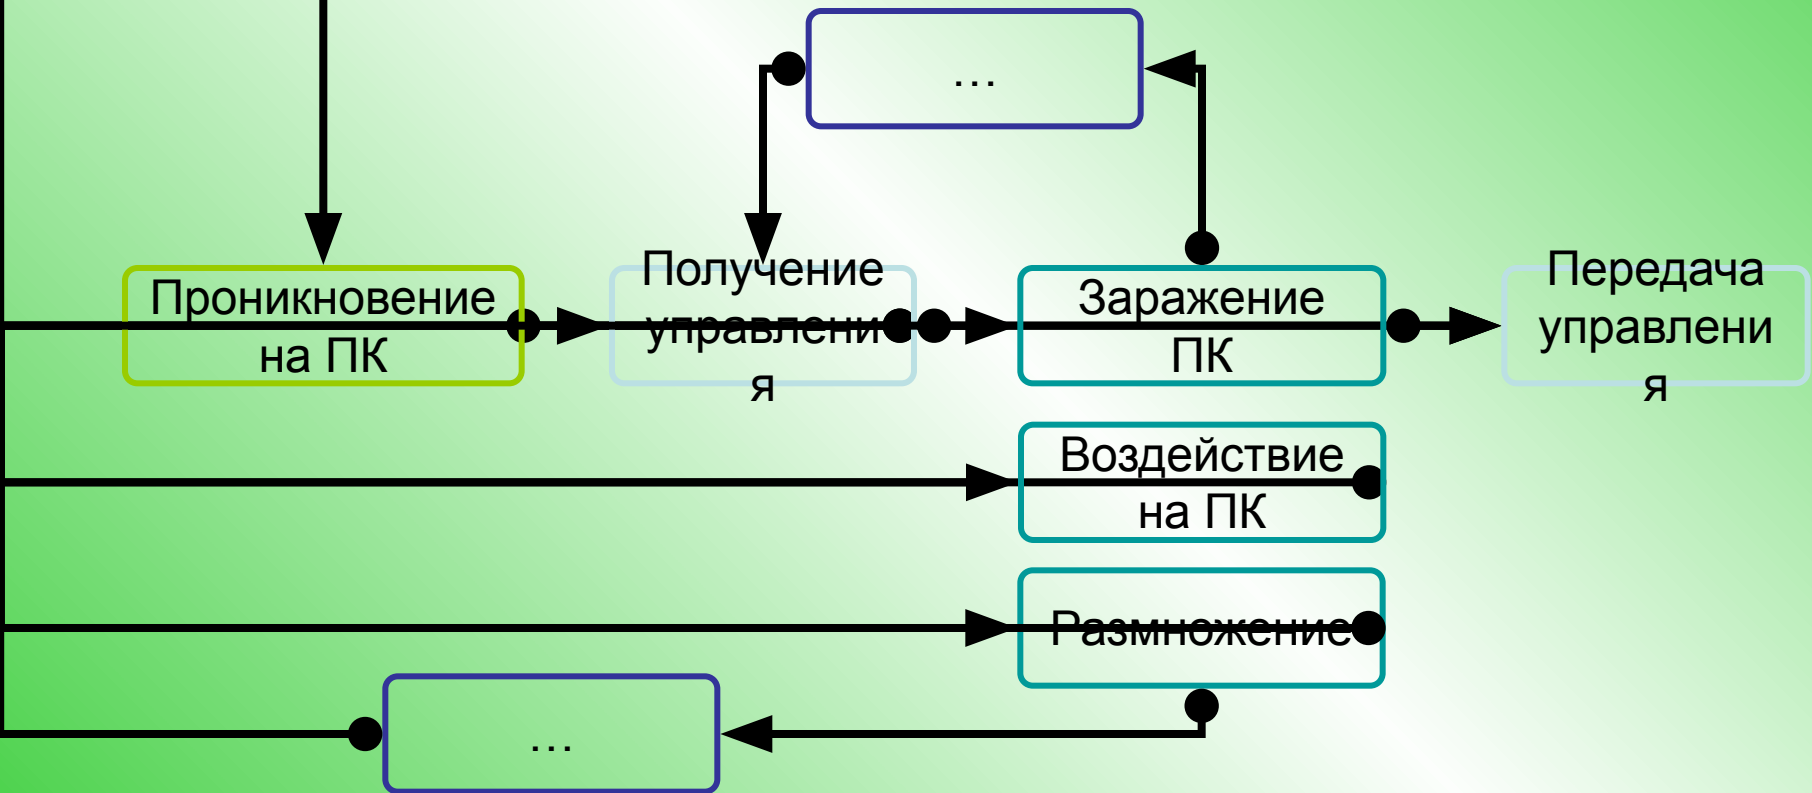 …
Проникновение
на ПК
Получение
управлени
я
Заражение
ПК
Передача
управлени
я
Воздействие
на ПК
Размножение
…